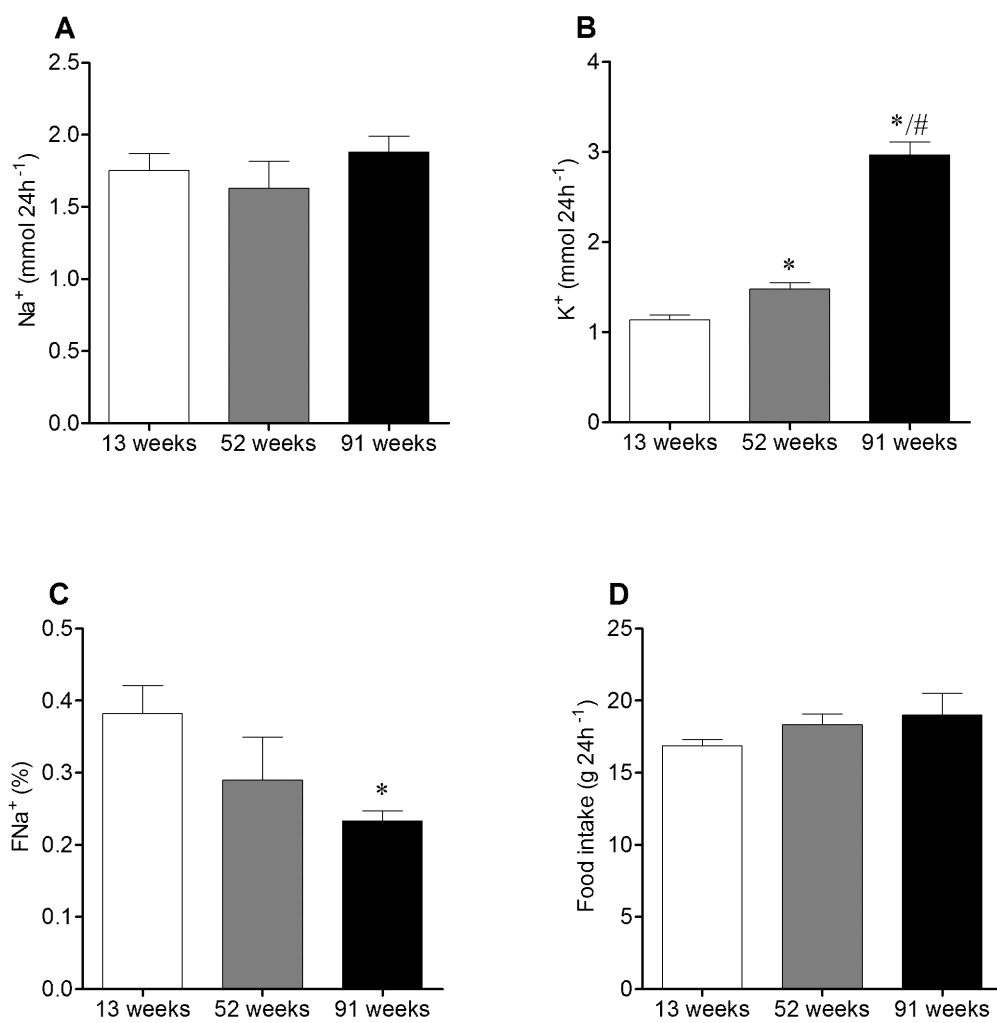 A
Na⁺ (mmol 24h⁻¹)
2.5
2.0
1.5
1.0
0.5
0.0
13 weeks 52 weeks 91 weeks
B
K⁺ (mmol 24h⁻¹)
4
3
2
1
0
*
*/#
13 weeks 52 weeks 91 weeks
C
FNa⁺ (%)
0.5
0.4
0.3
0.2
0.1
0.0
*
13 weeks 52 weeks 91 weeks
D
Food intake (g 24h⁻¹)
25
20
15
10
5
0
13 weeks 52 weeks 91 weeks